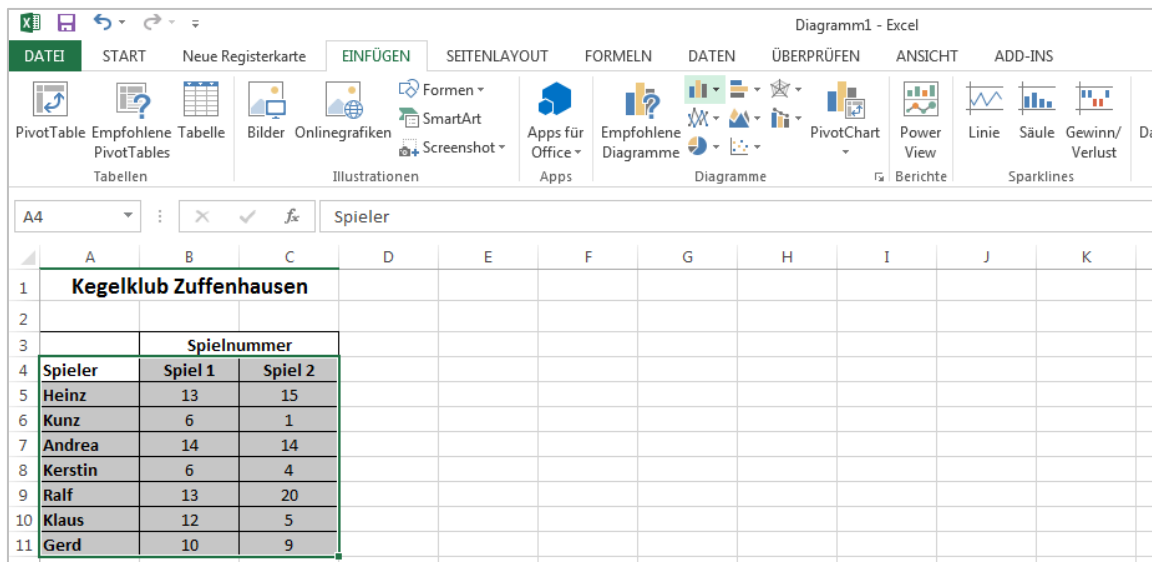 Diagramm1 - Excel
DATEI START Neue Registerkarte EINFÜGEN SEITENLAYOUT FORMELN DATEN ÜBERPRÜFEN ANSICHT ADD-INS
PivotTable Empfohlene PivotTables Tabelle
Bilder Onlinegrafiken
Formen
SmartArt
Screenshot
Apps für Office
Empfohlene Diagramme
PivotChart
Power View
Linie Säule Gewinn/ Verlust
Tabellen Illustrationen Apps Diagramme Berichte Sparklines
A4 fx Spieler
A B C D E F G H I J K
1 Kegelklub Zuffenhausen
2
3 Spielnummer
4 Spieler Spiel 1 Spiel 2
5 Heinz 13 15
6 Kunz 6 1
7 Andrea 14 14
8 Kerstin 6 4
9 Ralf 13 20
10 Klaus 12 5
11 Gerd 10 9